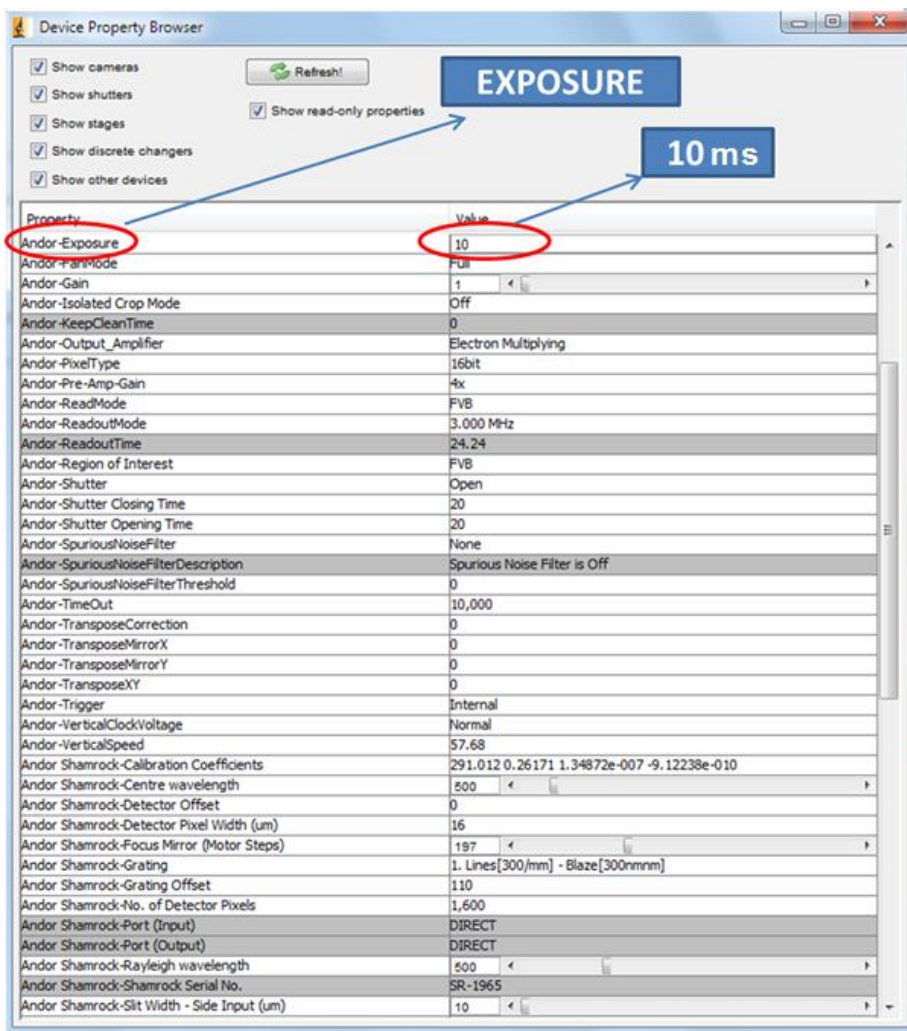 Device Property Browser
Show cameras
Refresh!
EXPOSURE
Show shutters
Show read-only properties
Show stages
Show discrete changers
10 ms
Show other devices
Property Value
Andor-Exposure 10
Andor-FanMode Full
Andor-Gain 1
Andor-Isolated Crop Mode Off
Andor-KeepCleanTime 0
Andor-Output_Amplifier Electron Multiplying
Andor-PixelType 16bit
Andor-Pre-Amp-Gain 4x
Andor-ReadMode FVB
Andor-ReadoutMode 3.000 MHz
Andor-ReadoutTime 24.24
Andor-Region of Interest FVB
Andor-Shutter Open
Andor-Shutter Closing Time 20
Andor-Shutter Opening Time 20
Andor-SpuriousNoiseFilter None
Andor-SpuriousNoiseFilterDescription Spurious Noise Filter is Off
Andor-SpuriousNoiseFilterThreshold 0
Andor-TimeOut 10,000
Andor-TransposeCorrection 0
Andor-TransposeMirrorX 0
Andor-TransposeMirrorY 0
Andor-TransposeXY 0
Andor-Trigger Internal
Andor-VerticalClockVoltage Normal
Andor-VerticalSpeed 57.68
Andor Shamrock-Calibration Coefficients 291.012 0.26171 1.34872e-007 -9.12238e-010
Andor Shamrock-Centre wavelength 500
Andor Shamrock-Detector Offset 0
Andor Shamrock-Detector Pixel Width (um) 16
Andor Shamrock-Focus Mirror (Motor Steps) 197
Andor Shamrock-Grating 1. Lines[300/mm] - Blaze[300nmnm]
Andor Shamrock-Grating Offset 110
Andor Shamrock-No. of Detector Pixels 1,600
Andor Shamrock-Port (Input) DIRECT
Andor Shamrock-Port (Output) DIRECT
Andor Shamrock-Rayleigh wavelength 500
Andor Shamrock-Shamrock Serial No. SR-1965
Andor Shamrock-Slit Width - Side Input (um) 10